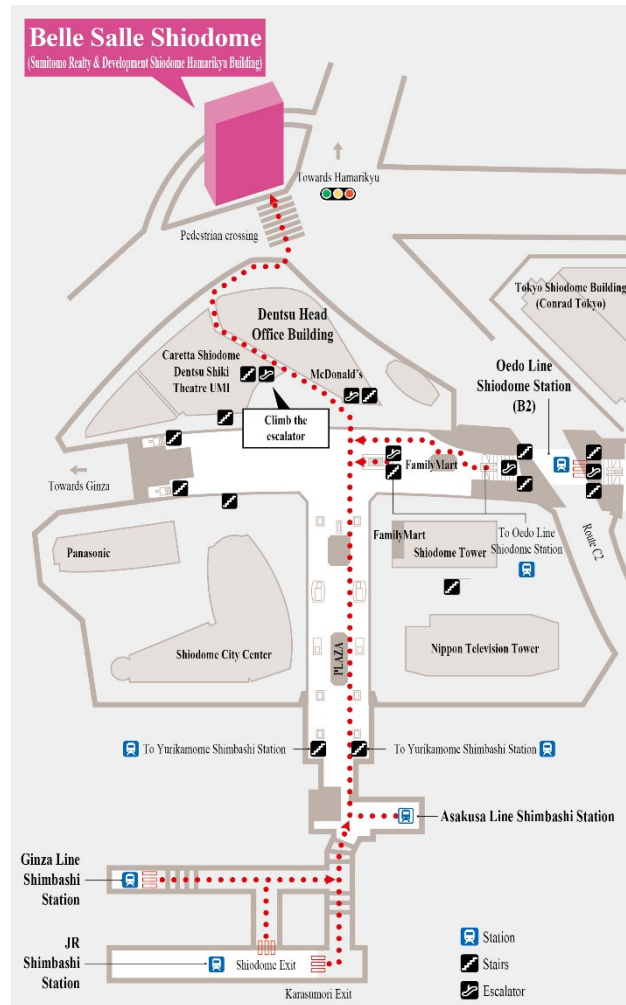 Belle Salle Shiodome
(Sumitomo Realty & Development Shiodome Hamarikyu Building)
Towards Hamarikyu
Pedestrian crossing
Tokyo Shiodome Building
(Conrad Tokyo)
Dentsu Head
Office Building
Caretta Shiodome
Dentsu Shiki
Theatre UMI
McDonald's
Oedo Line
Shiodome Station
(B2)
Climb the
escalator
FamilyMart
Towards Ginza
To Oedo Line
Shiodome Station
Route C2
Panasonic
FamilyMart
Shiodome Tower
Shiodome City Center
PLAZA
Nippon Television Tower
To Yurikamome Shimbashi Station
To Yurikamome Shimbashi Station
Asakusa Line Shimbashi Station
Ginza Line
Shimbashi
Station
JR
Shimbashi
Station
Shiodome Exit
Karasumori Exit
Station
Stairs
Escalator